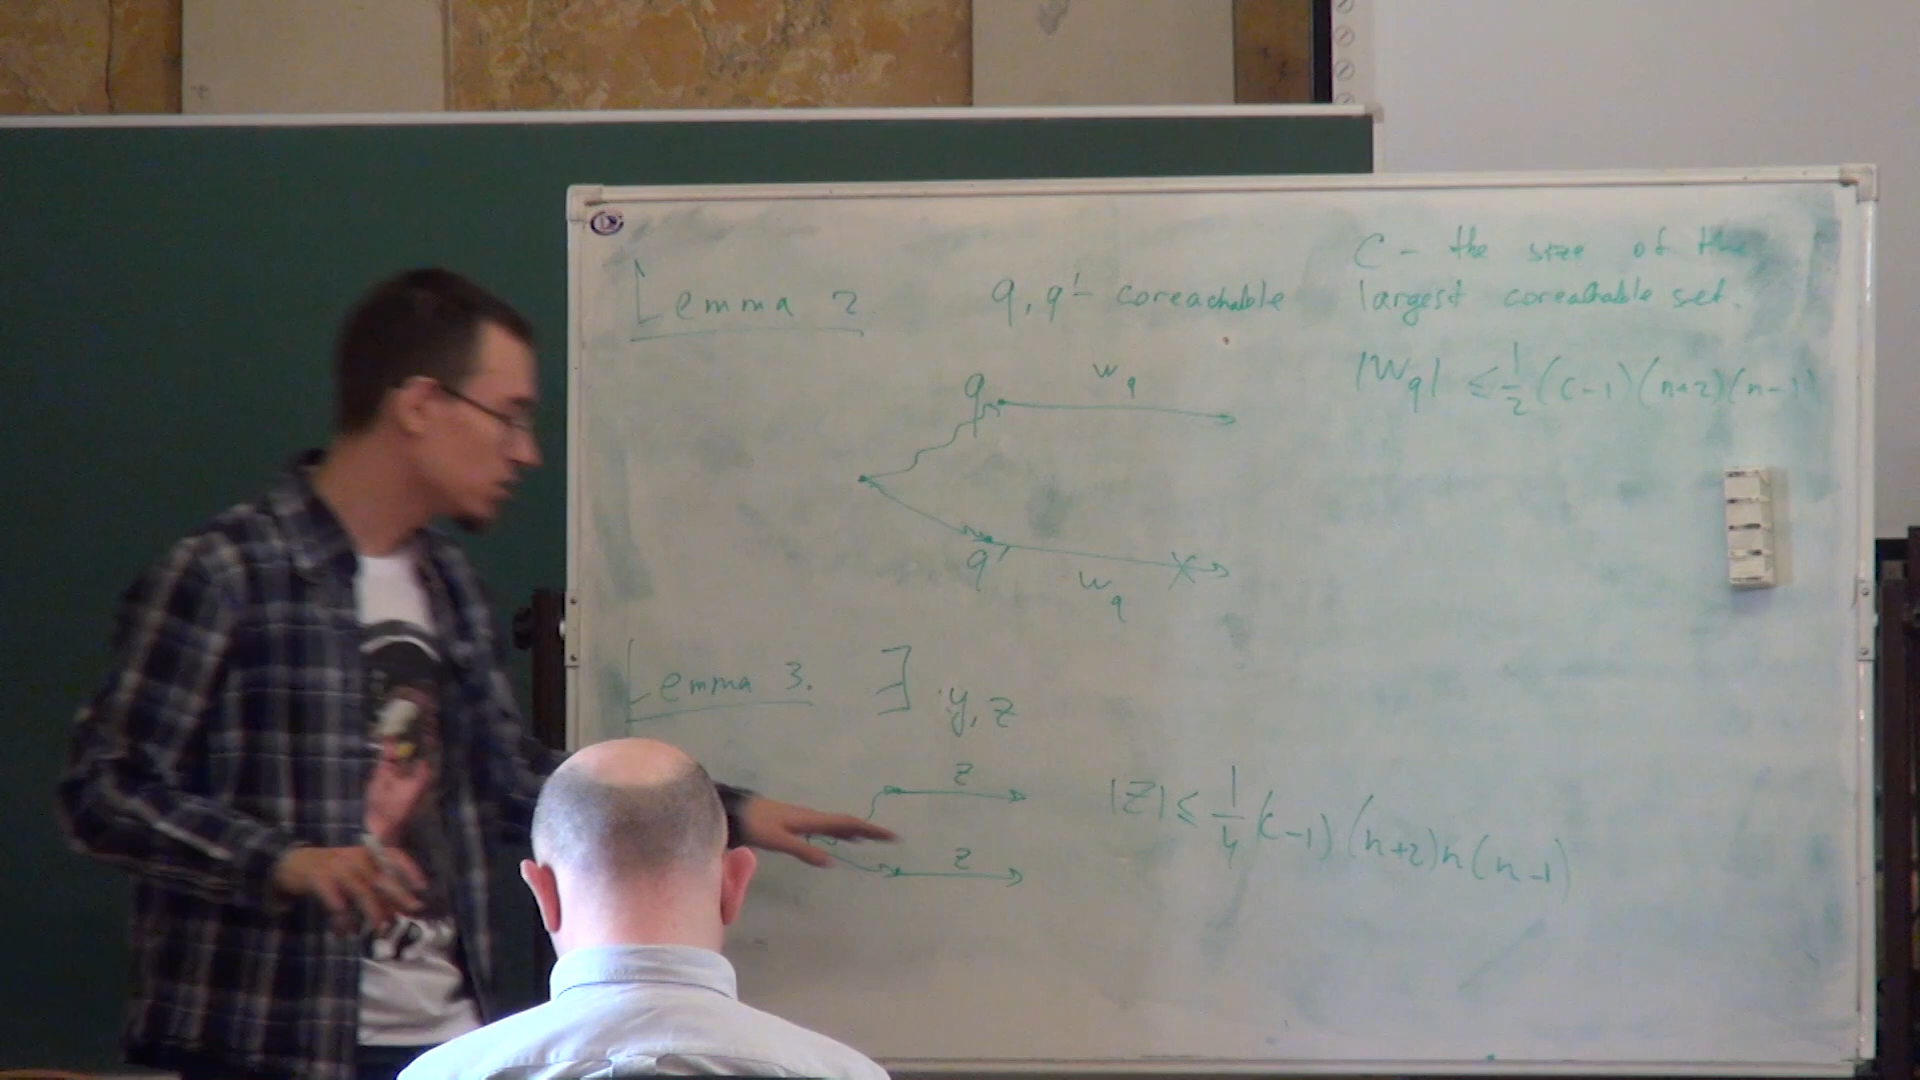 Lemma 2. q, q' - coreachable
C - the size of the
largest coreachable set.
|W_q| ≤ 1/2 (c-1)(n+2)(n-1)
q w_q
q' w_q
Lemma 3. ∃ y, z
z
z
|Z| ≤ 1/4 (c-1)(n+2)n(n-1)